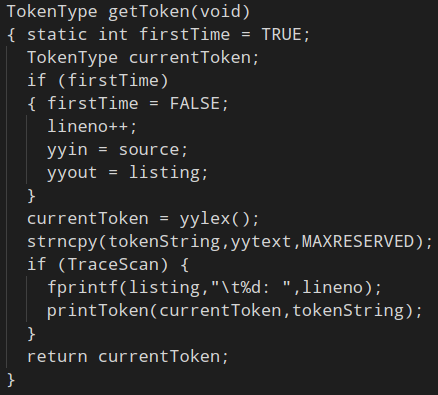 TokenType getToken(void)
{ static int firstTime = TRUE;
  TokenType currentToken;
  if (firstTime)
  { firstTime = FALSE;
    lineno++;
    yyin = source;
    yyout = listing;
  }
  currentToken = yylex();
  strncpy(tokenString,yytext,MAXRESERVED);
  if (TraceScan) {
    fprintf(listing,"\t%d: ",lineno);
    printToken(currentToken,tokenString);
  }
  return currentToken;
}